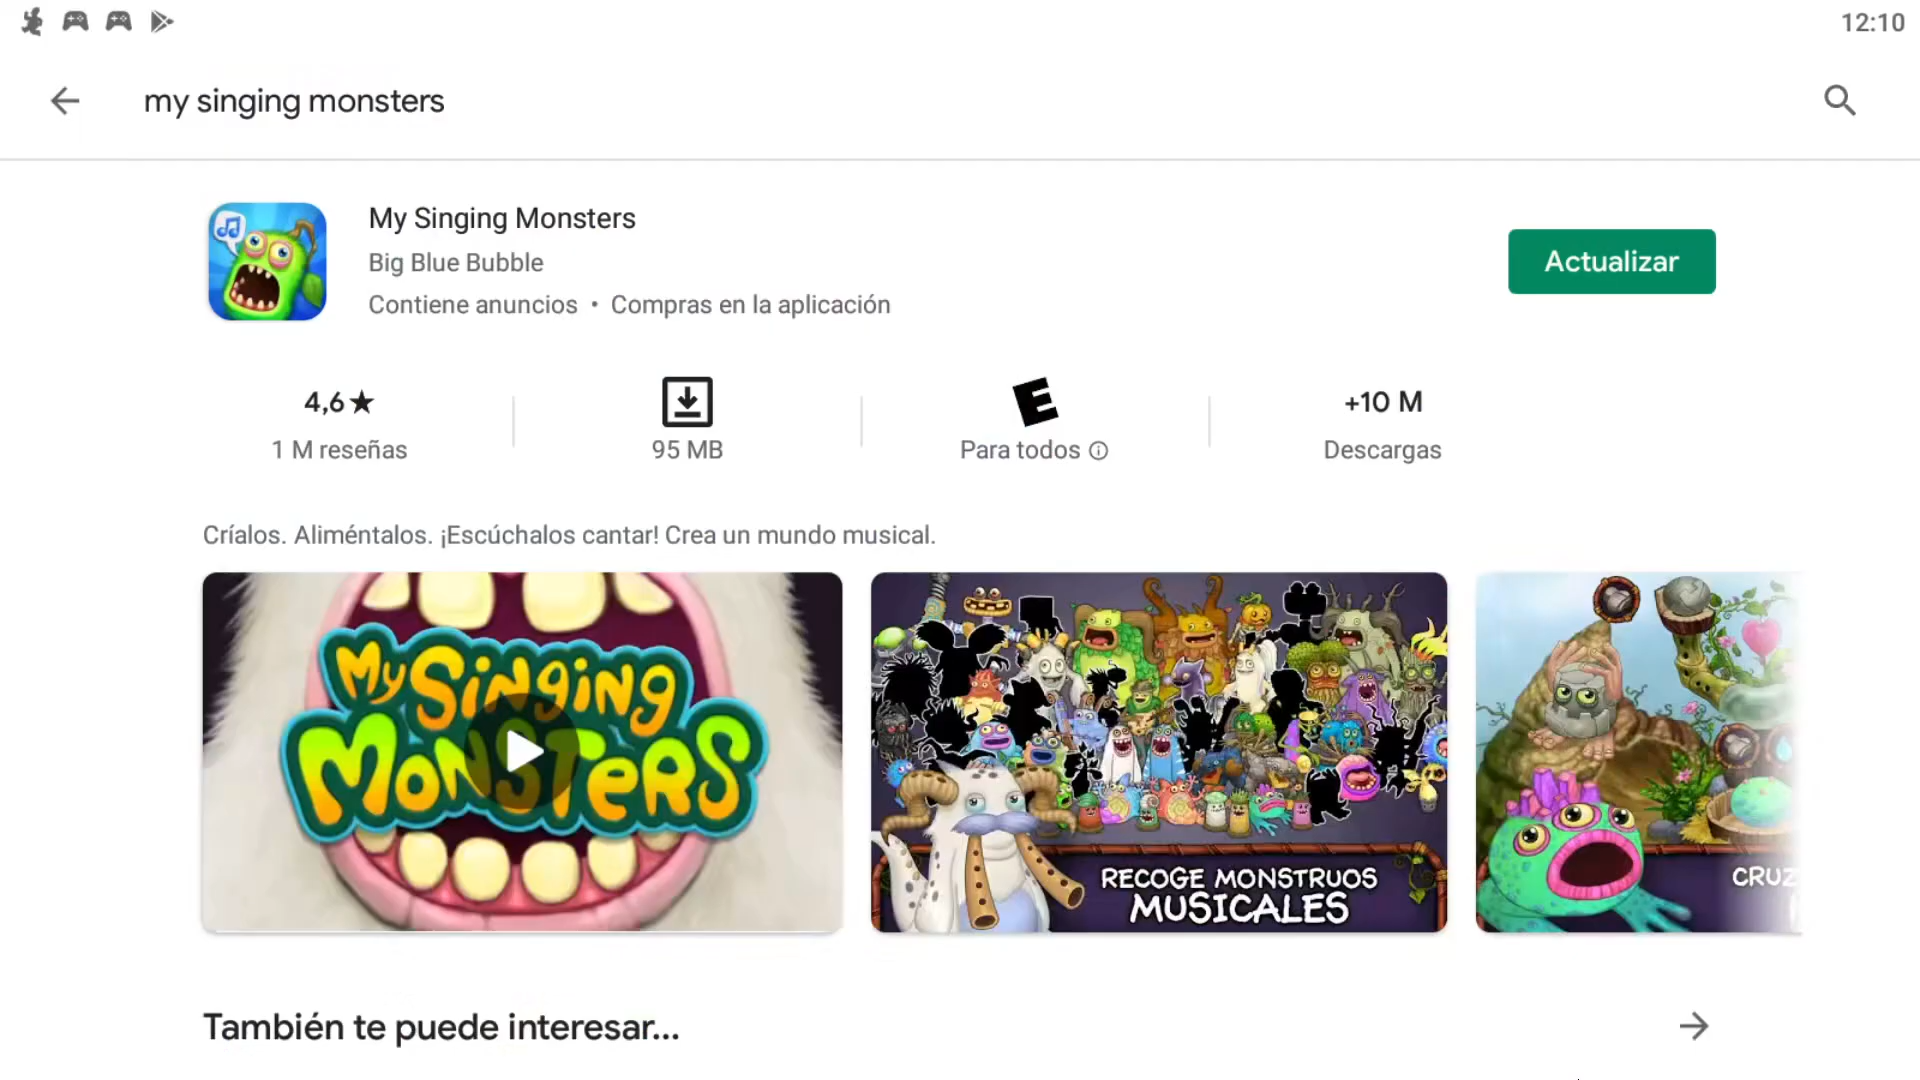 12:10
my singing monsters
My Singing Monsters
Big Blue Bubble
Contiene anuncios • Compras en la aplicación
Actualizar
4,6★
1 M reseñas
95 MB
E
Para todos
+10 M
Descargas
Críalos. Aliméntalos. ¡Escúchalos cantar! Crea un mundo musical.
My Singing
Monsters
RECOGE MONSTRUOS
MUSICALES
CRUZ
También te puede interesar...